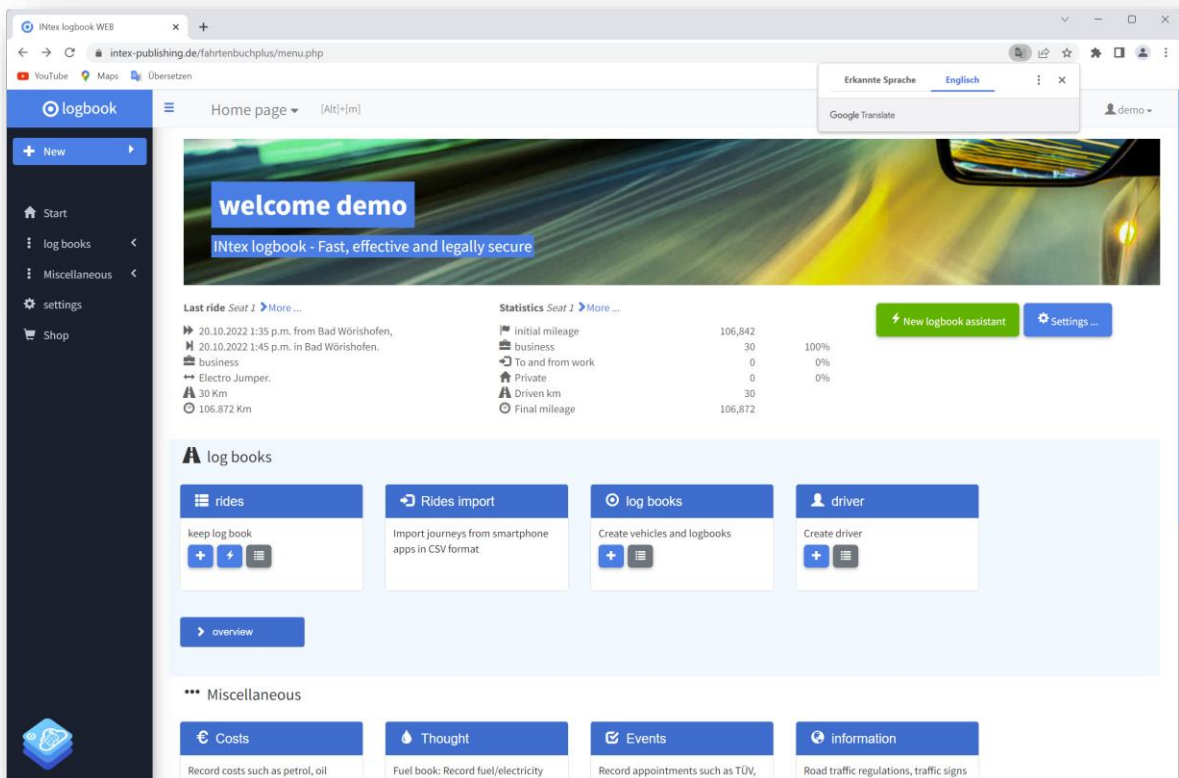 INtex logbook WEB
intex-publishing.de/fahrtenbuchplus/menu.php
YouTube Maps Übersetzen
Erkannte Sprache Englisch
Google Translate
logbook
Home page [Alt]+[m]
demo
New
Start
log books
Miscellaneous
settings
Shop
welcome demo
INtex logbook - Fast, effective and legally secure
Last ride Seat 1 More ...
20.10.2022 1:35 p.m. from Bad Wörishofen,
20.10.2022 1:45 p.m. in Bad Wörishofen.
business
Electro Jumper.
30 Km
106.872 Km
Statistics Seat 1 More ...
initial mileage 106,842
business 30 100%
To and from work 0 0%
Private 0 0%
Driven km 30
Final mileage 106,872
New logbook assistant
Settings ...
log books
rides
keep log book
Rides import
Import journeys from smartphone
apps in CSV format
log books
Create vehicles and logbooks
driver
Create driver
overview
Miscellaneous
Costs
Record costs such as petrol, oil
Thought
Fuel book: Record fuel/electricity
Events
Record appointments such as TÜV,
information
Road traffic regulations, traffic signs